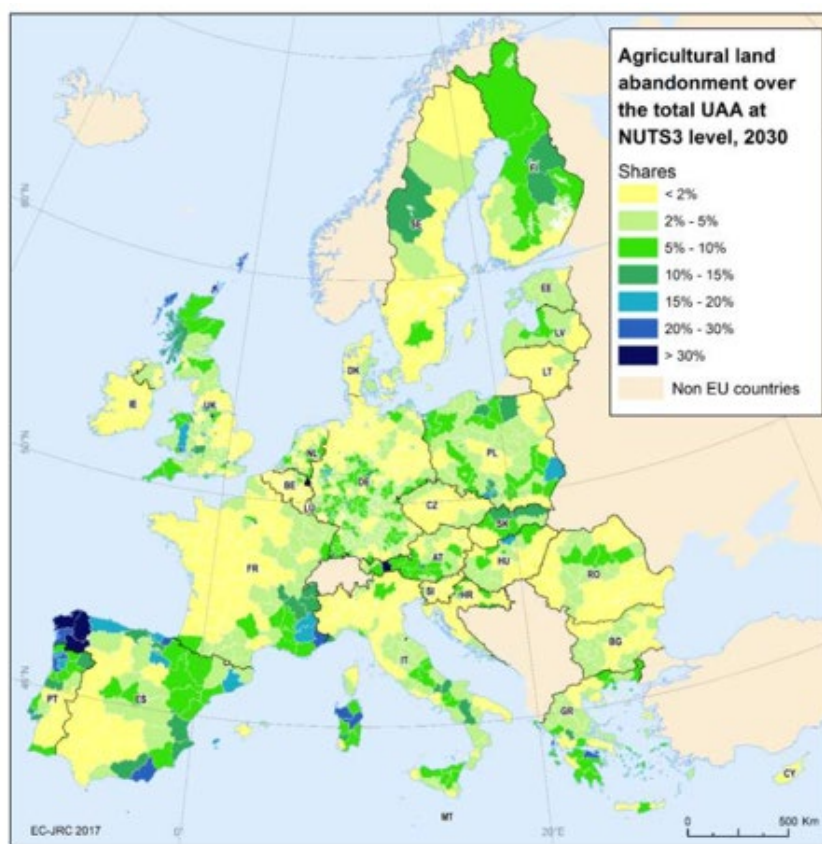 Agricultural land
abandonment over
the total UAA at
NUTS3 level, 2030
Shares
< 2%
2% - 5%
5% - 10%
10% - 15%
15% - 20%
20% - 30%
> 30%
Non EU countries
FI
SE
EE
LV
LT
DK
IE
UK
NL
PL
BE
DE
LU
CZ
SK
FR
AT
HU
RO
SI
HR
BG
IT
PT
ES
GR
CY
MT
EC-JRC 2017
0°
20°E
0
500 Km